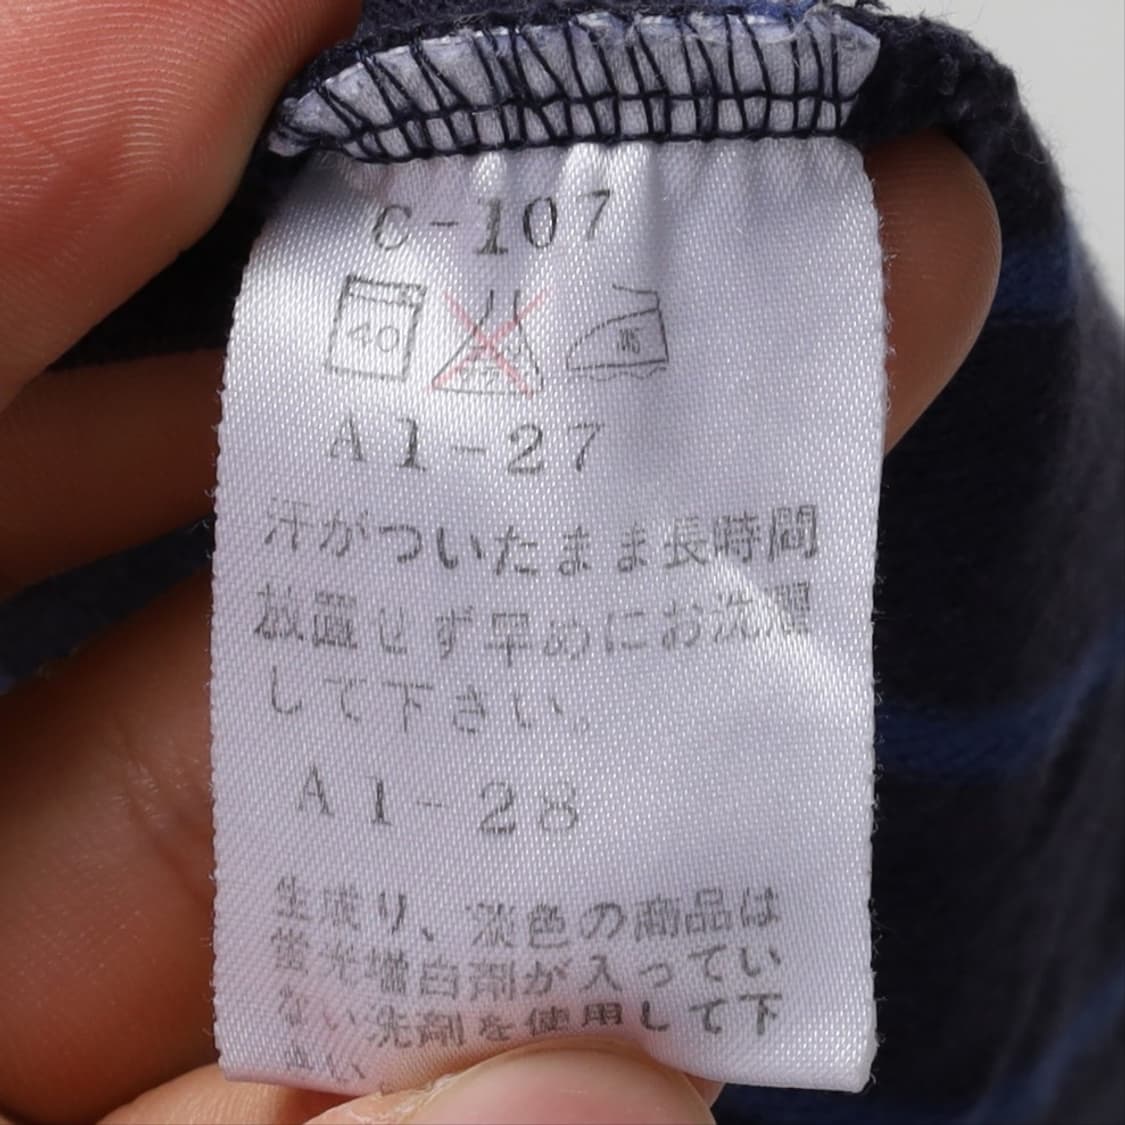 C-107
40
高
A1-27
汗がついたまま長時間
放置せず早めにお洗濯
して下さい。
A1-28
生成り、淡色の商品は
蛍光増白剤が入ってい
ない洗剤を使用して下
さい。